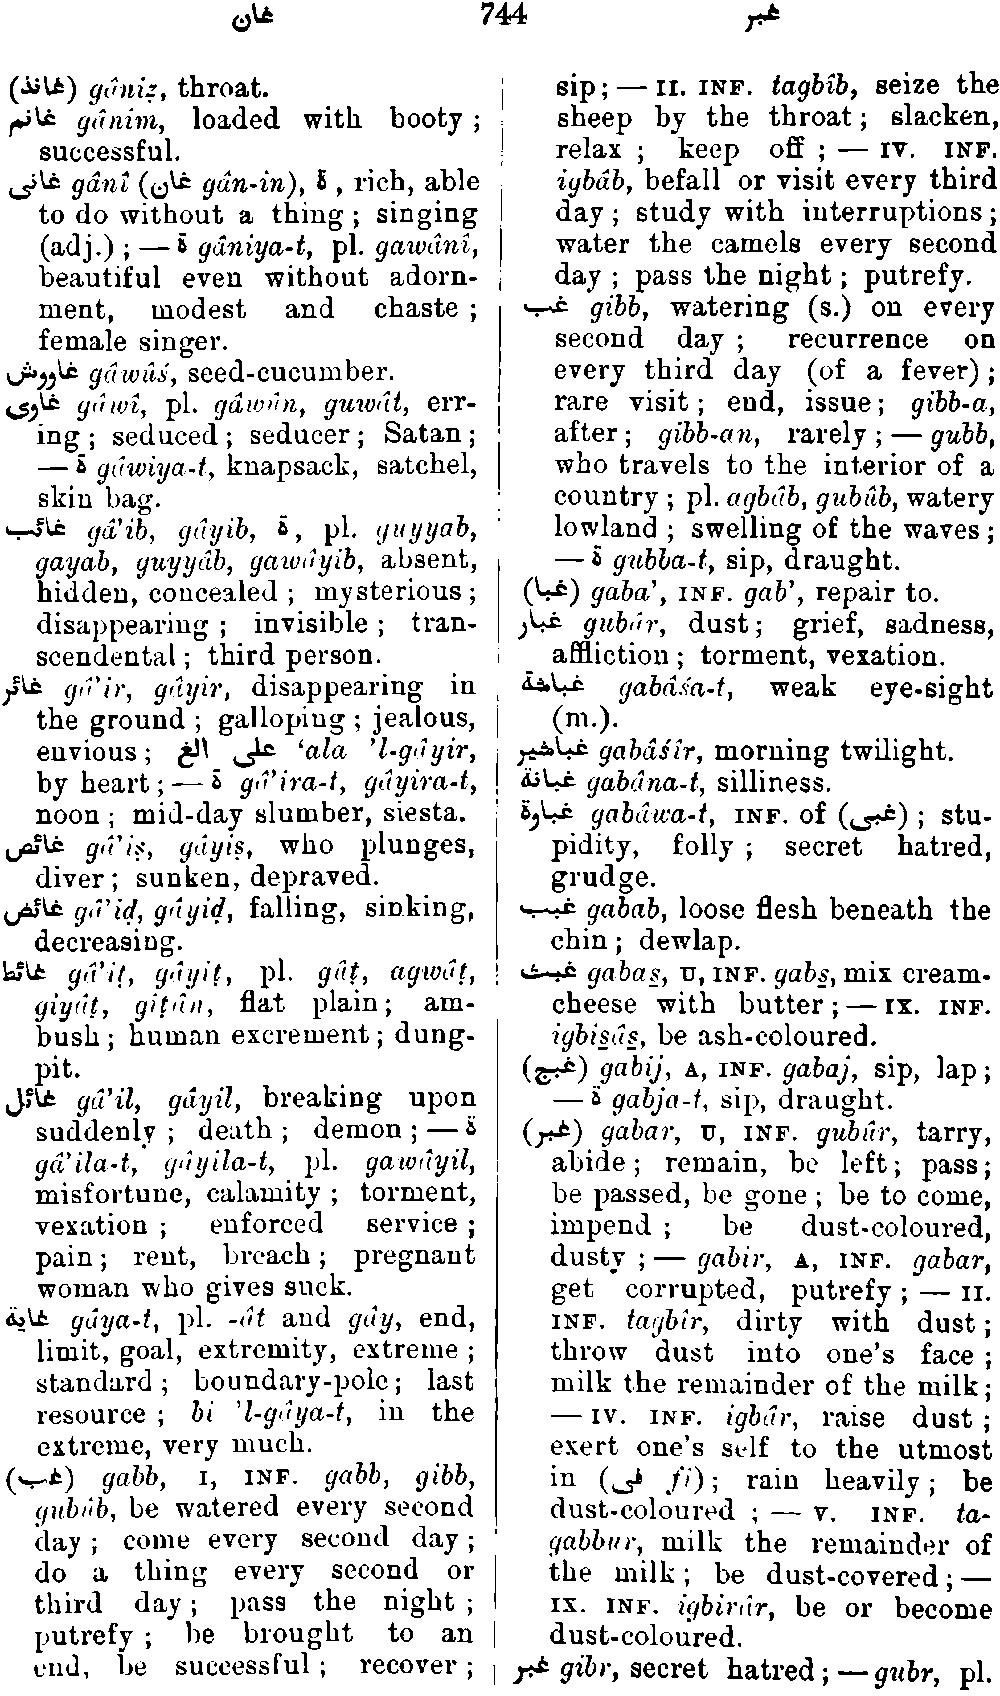 غان 744 غبر
(غانذ) gâniẕ, throat.
غانم gânim, loaded with booty ;
successful.
غانى gânî (غان gân-in), ة , rich, able
to do without a thing ; singing
(adj.) ; — ة gâniya-t, pl. gawânî,
beautiful even without adorn-
ment, modest and chaste ;
female singer.
غاووش gâwûś, seed-cucumber.
غاوى gâwî, pl. gâwûn, guwât, err-
ing ; seduced ; seducer ; Satan ;
— ة gâwiya-t, knapsack, satchel,
skin bag.
غائب gâ’ib, gâyib, ة, pl. guyyab,
gayab, guyyâb, gawâyib, absent,
hidden, concealed ; mysterious ;
disappearing ; invisible ; tran-
scendental ; third person.
غائر gâ’ir, gâyir, disappearing in
the ground ; galloping ; jealous,
envious ; على الغ ‘ala ’l-gâyir,
by heart ; — ة gâ’ira-t, gâyira-t,
noon ; mid-day slumber, siesta.
غائص gâ’iṣ, gâyiṣ, who plunges,
diver ; sunken, depraved.
غائض gâ’iḍ, gâyiḍ, falling, sinking,
decreasing.
غائط gâ’iṭ, gâyiṭ, pl. gâṭ, agwâṭ,
giyâṭ, giṭân, flat plain ; am-
bush ; human excrement ; dung-
pit.
غائل gâ’il, gâyil, breaking upon
suddenly ; death ; demon ; — ة
gâ’ila-t, gâyila-t, pl. gawâyil,
misfortune, calamity ; torment,
vexation ; enforced service ;
pain ; rent, breach ; pregnant
woman who gives suck.
غاية gâya-t, pl. -ât and gây, end,
limit, goal, extremity, extreme ;
standard ; boundary-pole ; last
resource ; bi ’l-gâya-t, in the
extreme, very much.
(غب) gabb, I, INF. gabb, gibb,
gubûb, be watered every second
day ; come every second day ;
do a thing every second or
third day ; pass the night ;
putrefy ; be brought to an
end, be successful ; recover ;
sip ; — II. INF. tagbîb, seize the
sheep by the throat ; slacken,
relax ; keep off ; — IV. INF.
igbâb, befall or visit every third
day ; study with interruptions ;
water the camels every second
day ; pass the night ; putrefy.
غب gibb, watering (s.) on every
second day ; recurrence on
every third day (of a fever) ;
rare visit ; end, issue ; gibb-a,
after ; gibb-an, rarely ; — gubb,
who travels to the interior of a
country ; pl. agbâb, gubûb, watery
lowland ; swelling of the waves ;
— ة gubba-t, sip, draught.
(غبا) gaba’, INF. gab’, repair to.
غبار gubâr, dust ; grief, sadness,
affliction ; torment, vexation.
غباشة gabâśa-t, weak eye-sight
(m.).
غباشير gabâśîr, morning twilight.
غبانة gabâna-t, silliness.
غباوة gabâwa-t, INF. of (غبى) ; stu-
pidity, folly ; secret hatred,
grudge.
غبب gabab, loose flesh beneath the
chin ; dewlap.
غبث gabas̱, U, INF. gabs̱, mix cream-
cheese with butter ; — IX. INF.
igbis̱âs̱, be ash-coloured.
(غبج) gabij, A, INF. gabaj, sip, lap ;
— ة gabja-t, sip, draught.
(غبر) gabar, U, INF. gubûr, tarry,
abide ; remain, be left ; pass ;
be passed, be gone ; be to come,
impend ; be dust-coloured,
dusty ; — gabir, A, INF. gabar,
get corrupted, putrefy ; — II.
INF. tagbîr, dirty with dust ;
throw dust into one’s face ;
milk the remainder of the milk ;
— IV. INF. igbâr, raise dust ;
exert one’s self to the utmost
in (فى fî) ; rain heavily ; be
dust-coloured ; — V. INF. ta-
gabbur, milk the remainder of
the milk ; be dust-covered ; —
IX. INF. igbirâr, be or become
dust-coloured.
غبر gibr, secret hatred ; — gubr, pl.